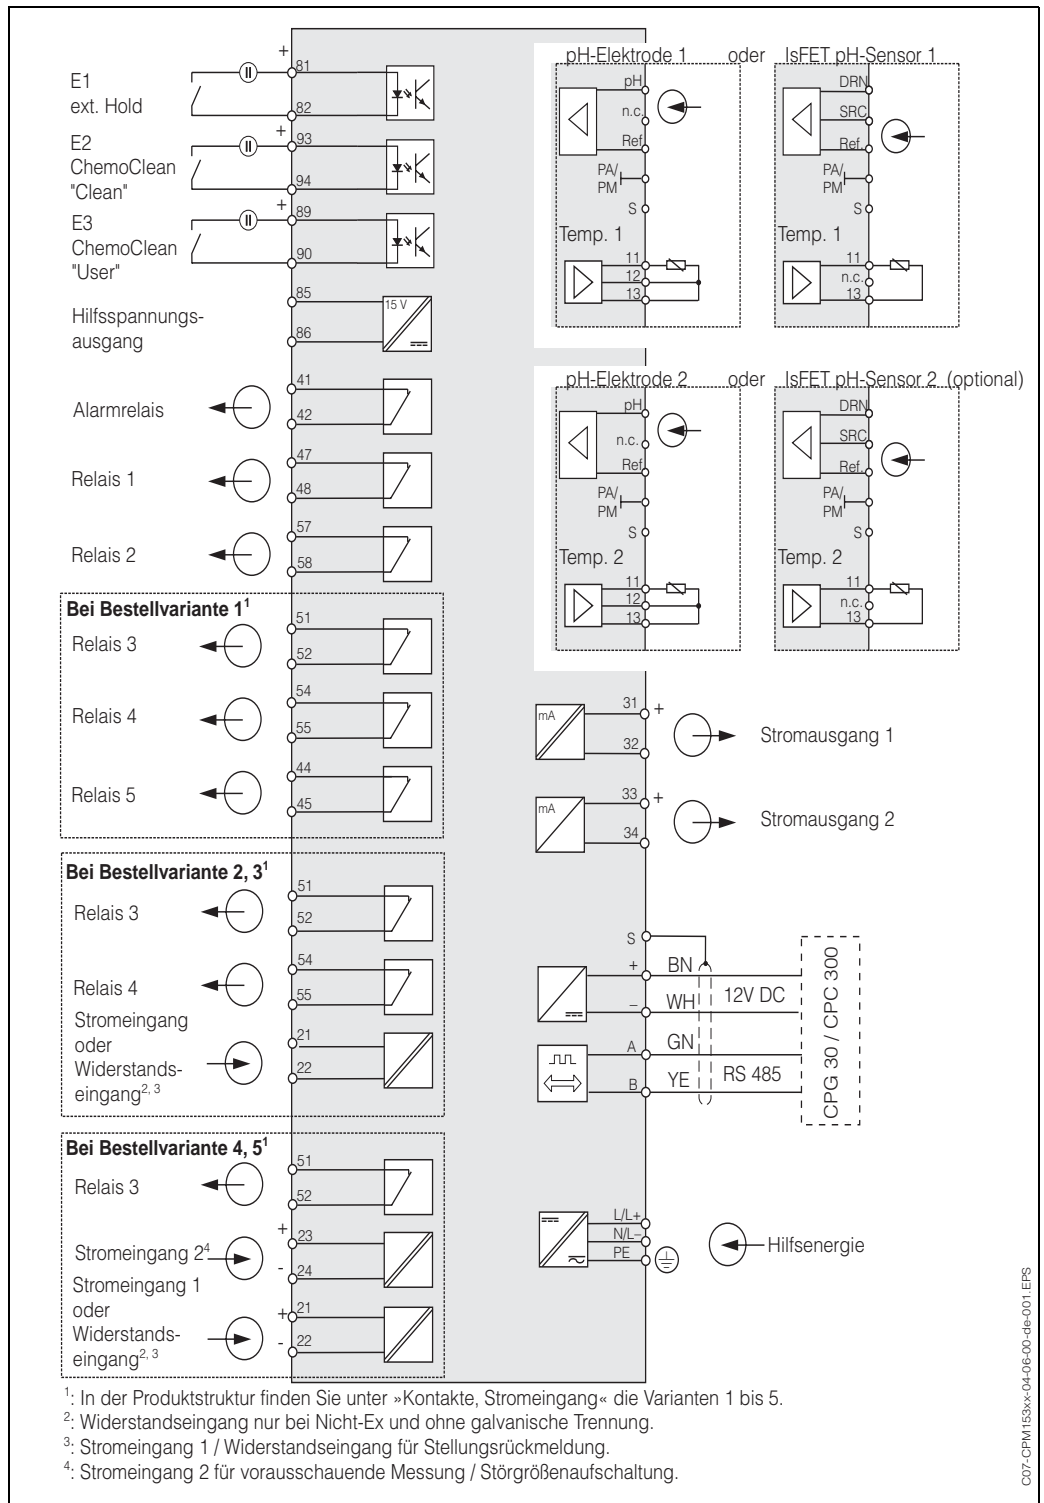 +
81
E1
ext. Hold
82
+
93
E2
ChemoClean
"Clean"
94
+
89
E3
ChemoClean
"User"
90
85
15 V
Hilfsspannungs-
ausgang
86
41
Alarmrelais
42
47
Relais 1
48
57
Relais 2
58
Bei Bestellvariante 1¹
51
Relais 3
52
54
Relais 4
55
44
Relais 5
45
Bei Bestellvariante 2, 3¹
51
Relais 3
52
54
Relais 4
55
Stromeingang
oder
Widerstands-
eingang², ³
21
22
Bei Bestellvariante 4, 5¹
51
Relais 3
52
+
23
Stromeingang 2⁴
-
24
Stromeingang 1
oder
Widerstands-
eingang², ³
+
21
-
22
pH-Elektrode 1 oder IsFET pH-Sensor 1
pH
n.c.
Ref
PA/
PM
S
Temp. 1
11
12
13
DRN
SRC
Ref.
PA/
PM
S
Temp. 1
11
n.c.
13
pH-Elektrode 2 oder IsFET pH-Sensor 2 (optional)
pH
n.c.
Ref
PA/
PM
S
Temp. 2
11
12
13
DRN
SRC
Ref.
PA/
PM
S
Temp. 2
11
n.c.
13
mA
31
+
32
Stromausgang 1
mA
33
+
34
Stromausgang 2
S
+
BN
–
WH
12V DC
A
GN
B
YE
RS 485
CPG 30 / CPC 300
L/L+
N/L–
PE
Hilfsenergie
¹: In der Produktstruktur finden Sie unter »Kontakte, Stromeingang« die Varianten 1 bis 5.
²: Widerstandseingang nur bei Nicht-Ex und ohne galvanische Trennung.
³: Stromeingang 1 / Widerstandseingang für Stellungsrückmeldung.
⁴: Stromeingang 2 für vorausschauende Messung / Störgrößenaufschaltung.
C07-CPM153xx-04-06-00-de-001.EPS